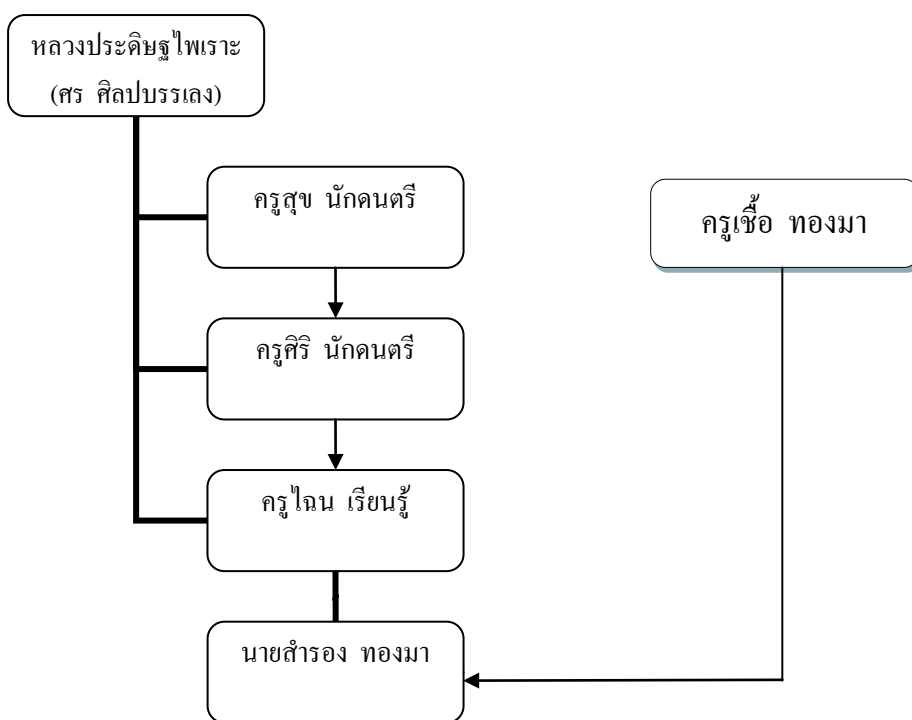 หลวงประดิษฐไพเราะ
(ศร ศิลปบรรเลง)
ครูสุข นักดนตรี
ครูเชื้อ ทองมา
ครูศิริ นักดนตรี
ครูไฉน เรียนรู้
นายสำรอง ทองมา